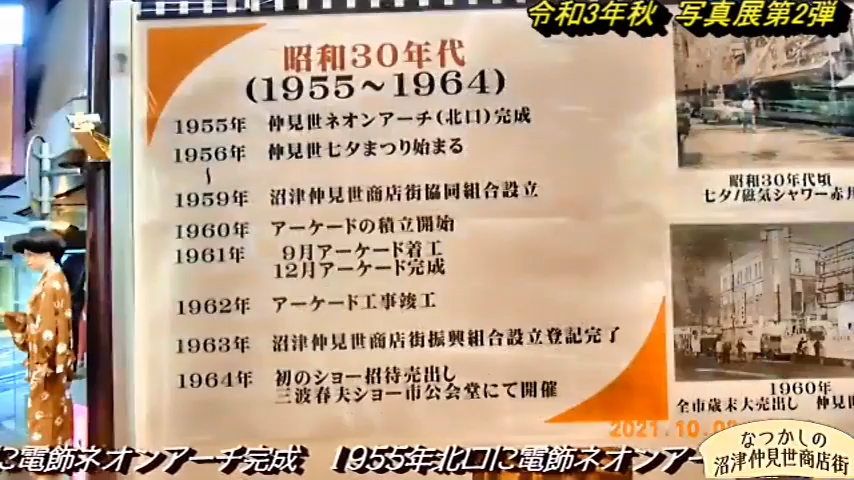 令和3年秋 写真展第2弾
昭和30年代
(1955〜1964)
1955年 仲見世ネオンアーチ(北口)完成
1956年 仲見世七夕まつり始まる
〜
1959年 沼津仲見世商店街協同組合設立
1960年 アーケードの積立開始
1961年 9月アーケード着工
12月アーケード完成
1962年 アーケード工事竣工
1963年 沼津仲見世商店街振興組合設立登記完了
1964年 初のショー招待売出し
三波春夫ショー市公会堂にて開催
昭和30年代頃
七夕/磁気シャワー赤
1960年
全市歳末大売出し 仲見世
2021.10.0
なつかしの
沼津仲見世商店街
に電飾ネオンアーチ完成 1955年北口に電飾ネオンアー